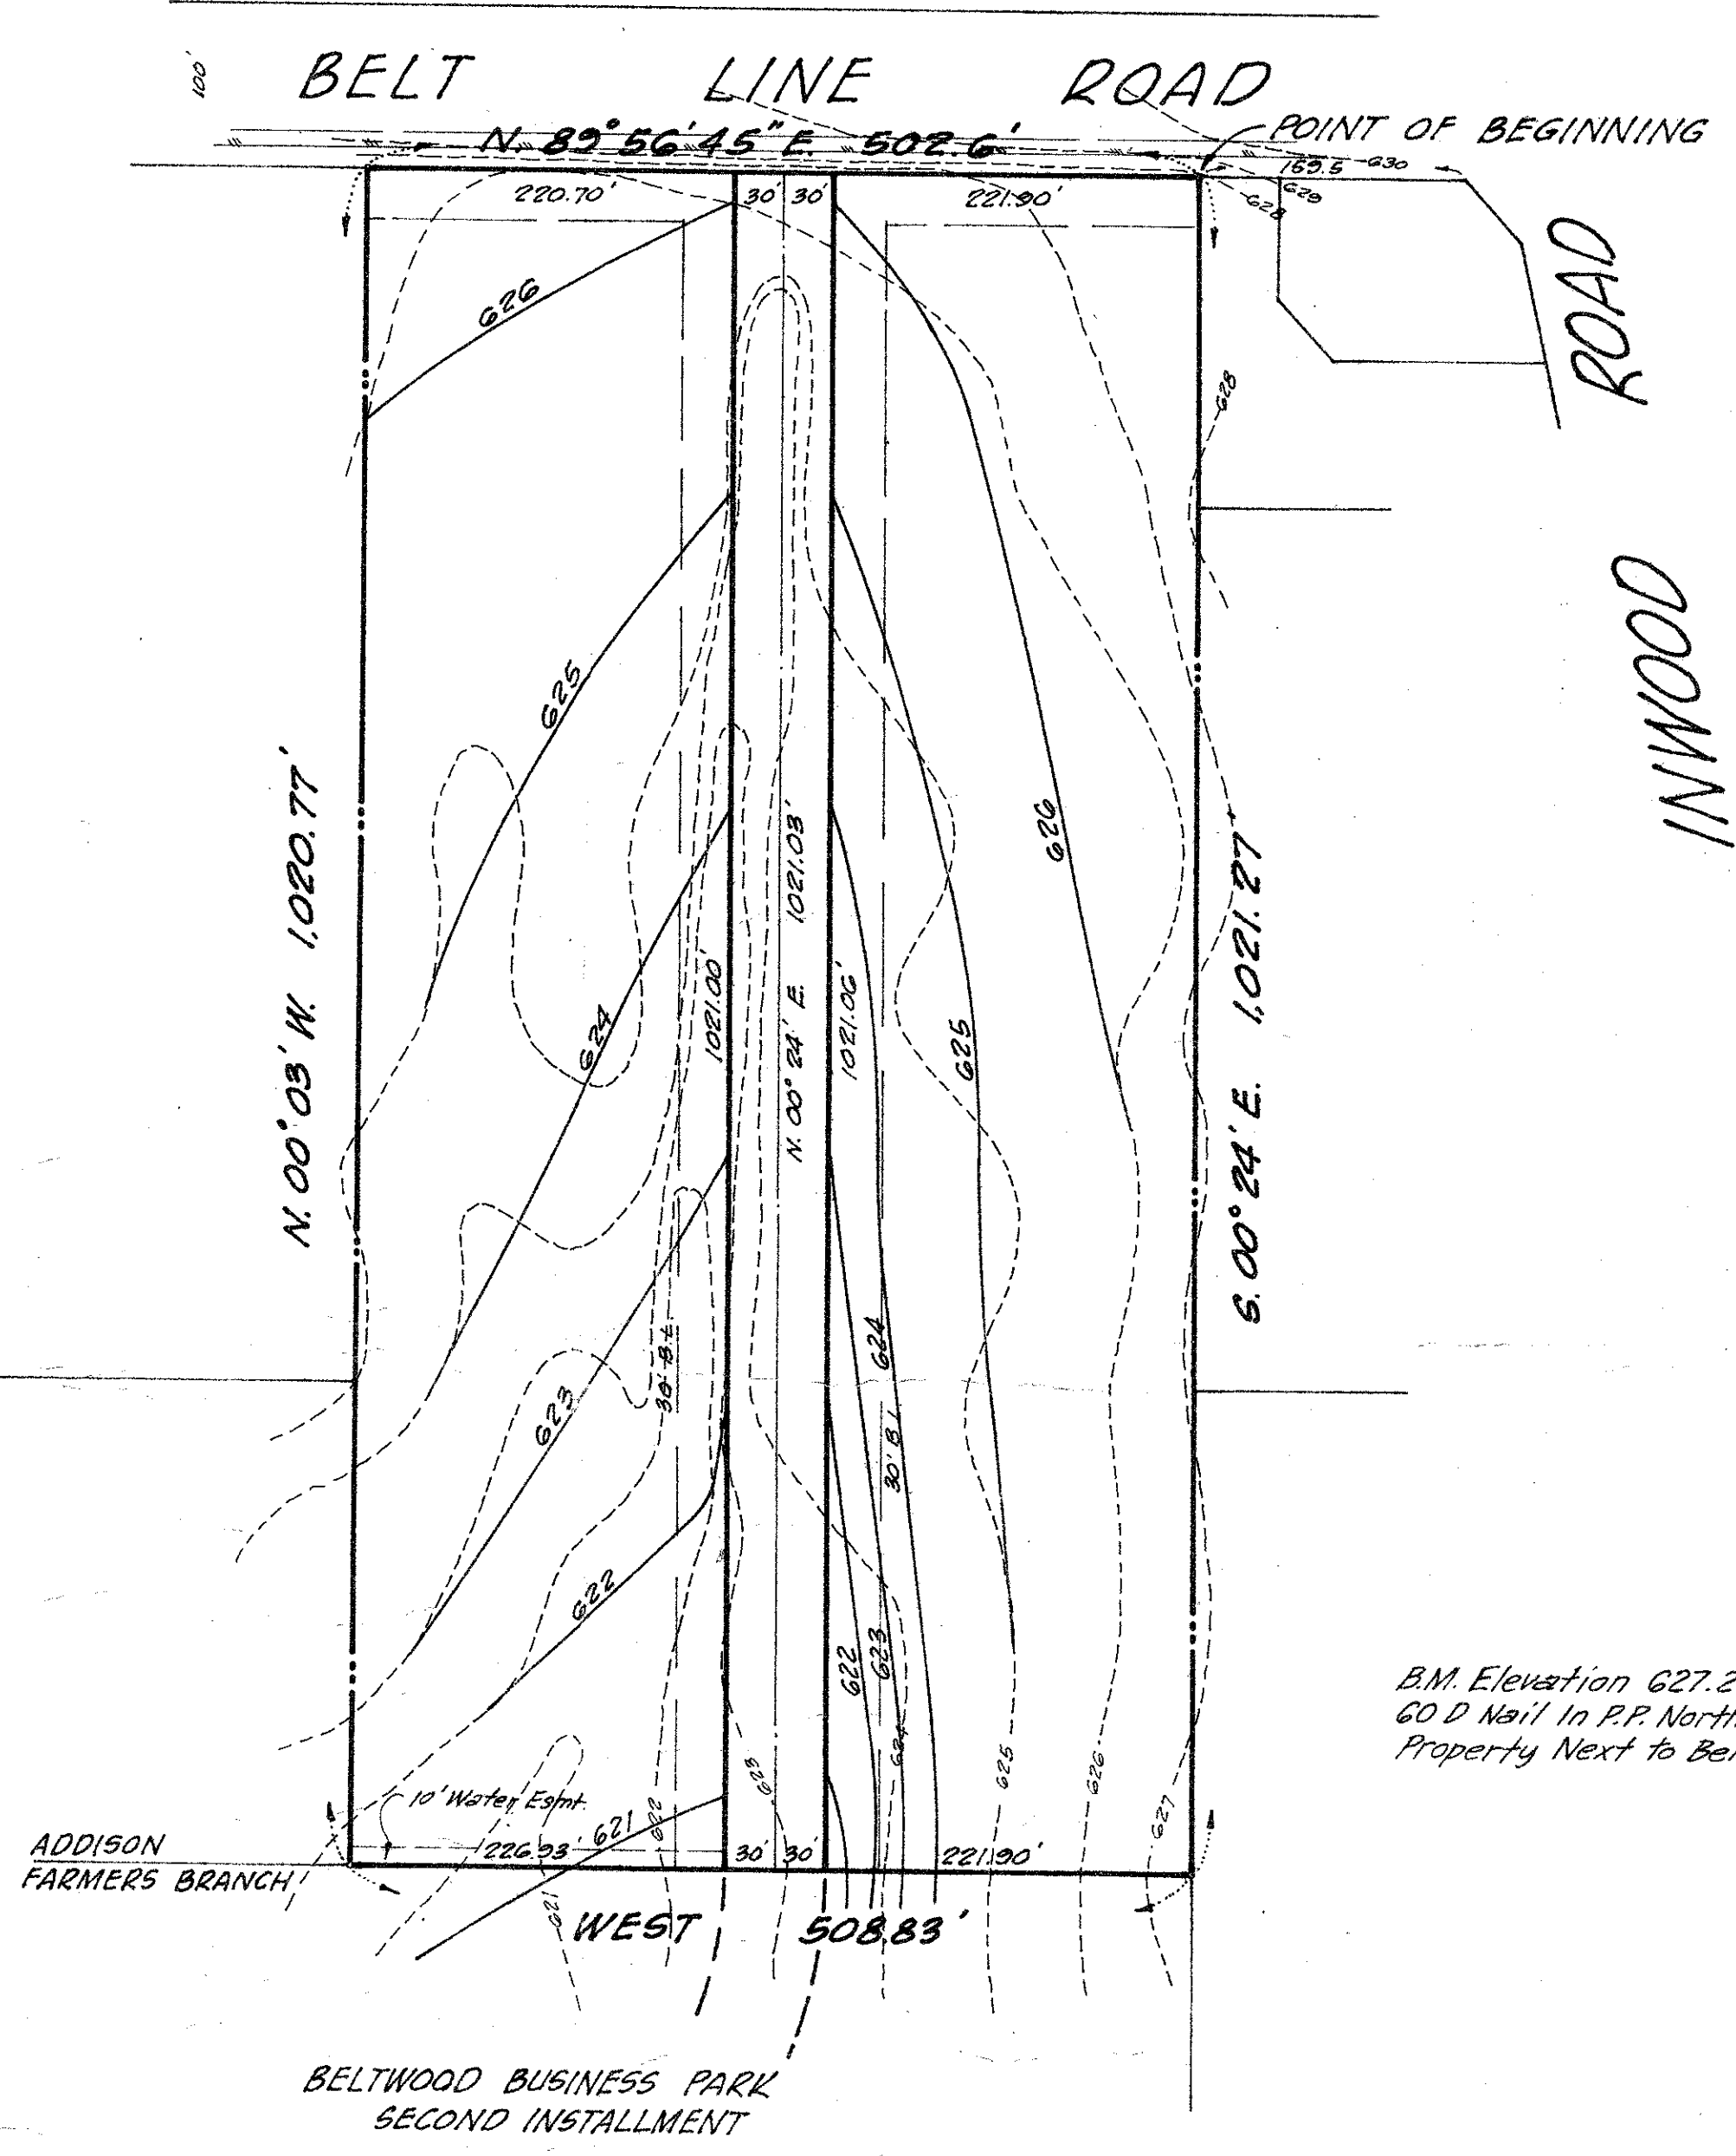 100'
BELT LINE ROAD
N. 89° 56' 45" E. 502.6'
POINT OF BEGINNING
169.5
630
629
628
220.70'
30' 30'
221.90'
626
ROAD
INWOOD
628
625
626
N. 00° 03' W. 1,020.77'
1021.00'
N. 00° 24' E. 1021.03'
1021.06'
S. 00° 24' E. 1,021.27'
624
625
623
30' B.L.
624
30' B.L.
622
622
623
624
625
626
627
B.M. Elevation 627.2
60 D Nail In P.P.
Property Next to
10' Water Esmt.
621
622
623
226.93'
30' 30'
221.90'
ADDISON
FARMERS BRANCH
621
WEST 508.83'
BELTWOOD BUSINESS PARK
SECOND INSTALLMENT